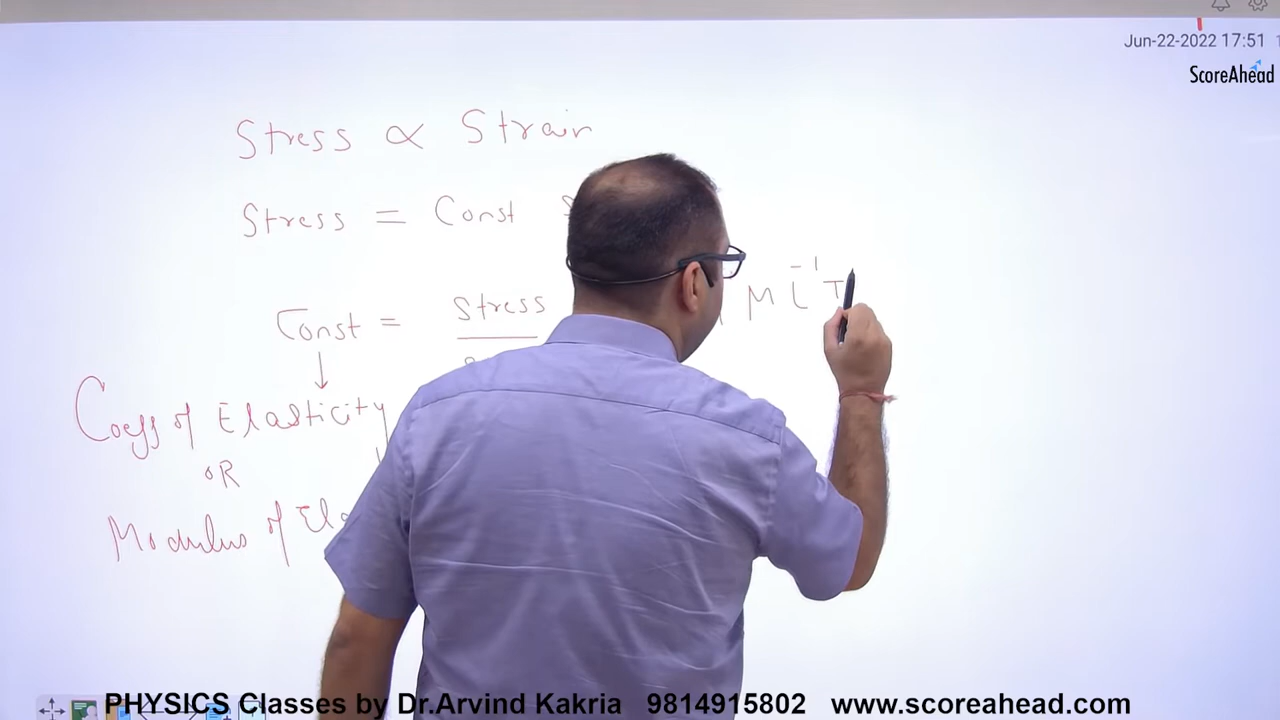 Jun-22-2022 17:51
ScoreAhead
Stress ∝ Strain
Stress = Const
Const = Stress
M L⁻¹ T
↓
Coeff of Elasticity
OR
Modulus of Ela
PHYSICS Classes by Dr.Arvind Kakria 9814915802 www.scoreahead.com